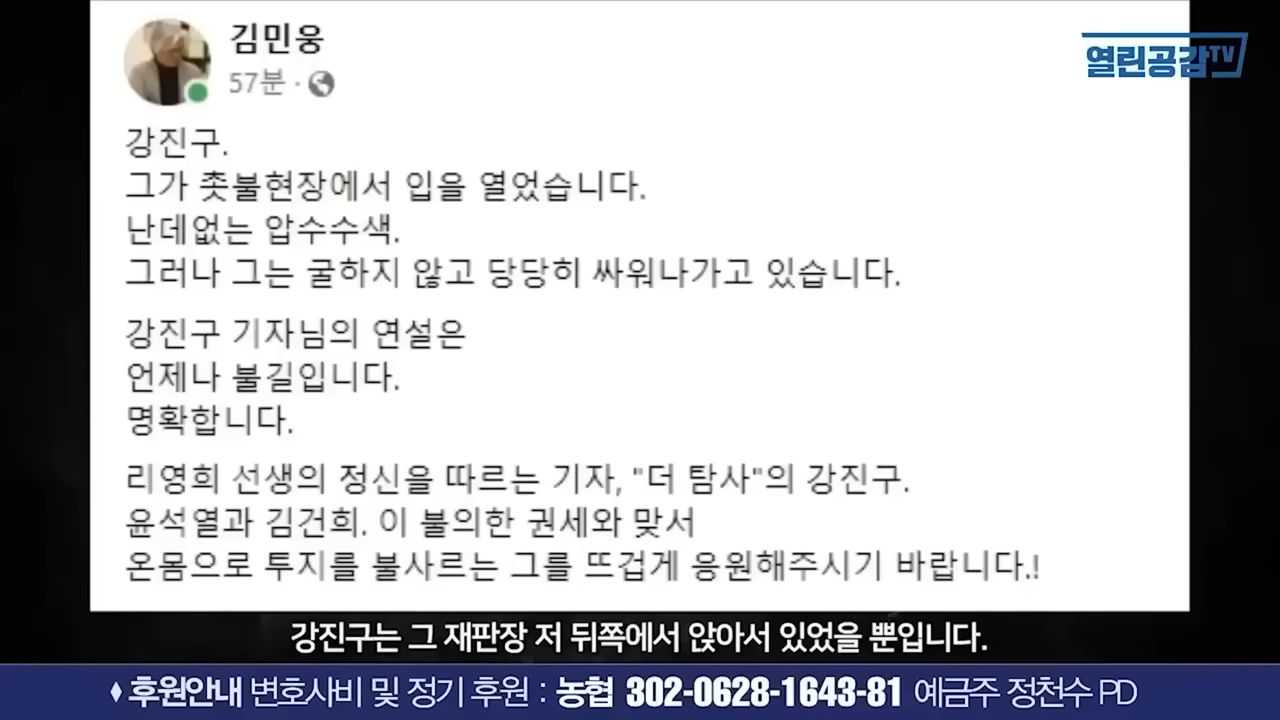 김민웅
57분 ·
열린공감TV
강진구.
그가 촛불현장에서 입을 열었습니다.
난데없는 압수수색.
그러나 그는 굴하지 않고 당당히 싸워나가고 있습니다.
강진구 기자님의 연설은
언제나 불길입니다.
명확합니다.
리영희 선생의 정신을 따르는 기자, "더 탐사"의 강진구.
윤석열과 김건희. 이 불의한 권세와 맞서
온몸으로 투지를 불사르는 그를 뜨겁게 응원해주시기 바랍니다.!
강진구는 그 재판장 저 뒤쪽에서 앉아서 있었을 뿐입니다.
♦ 후원안내 변호사비 및 정기 후원 : 농협 302-0628-1643-81 예금주 정천수 PD